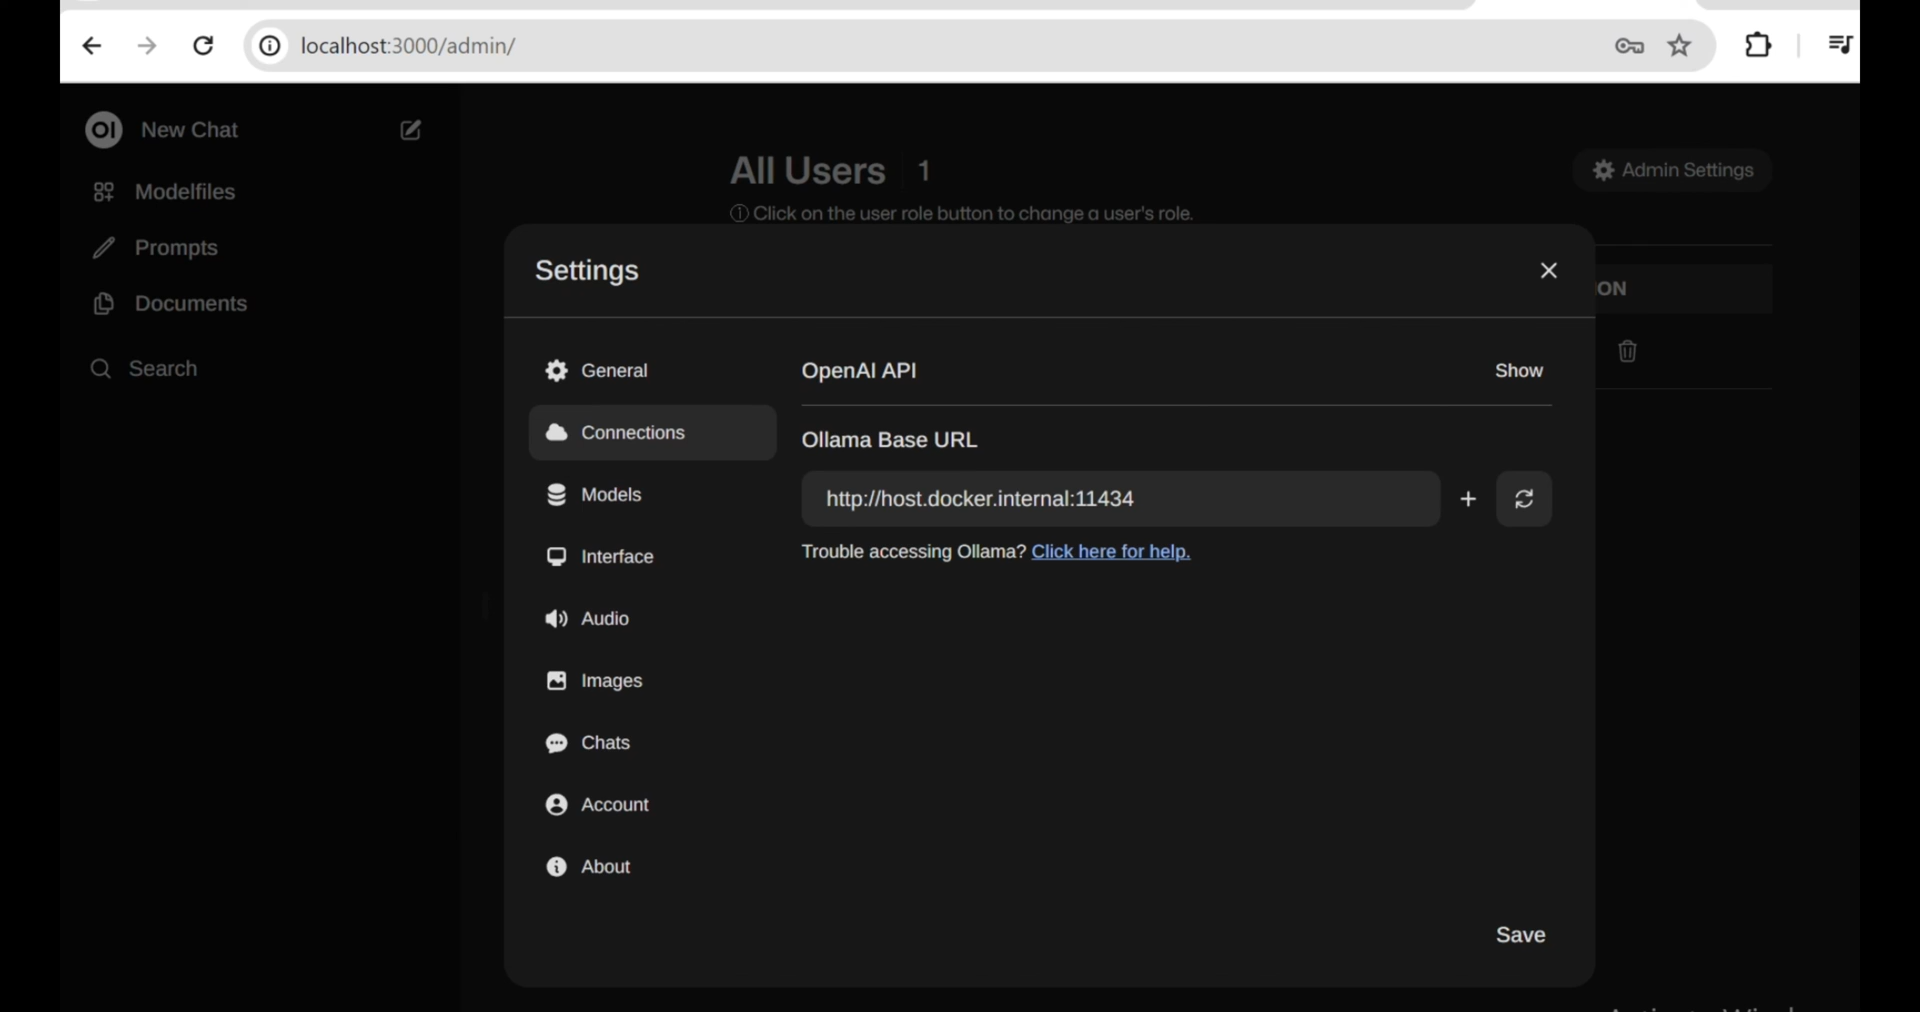 localhost:3000/admin/
OI New Chat
Modelfiles
Prompts
Documents
Search
All Users 1
Admin Settings
Click on the user role button to change a user's role.
ION
Settings
General
Connections
Models
Interface
Audio
Images
Chats
Account
About
OpenAI API Show
Ollama Base URL
http://host.docker.internal:11434
Trouble accessing Ollama? Click here for help.
Save